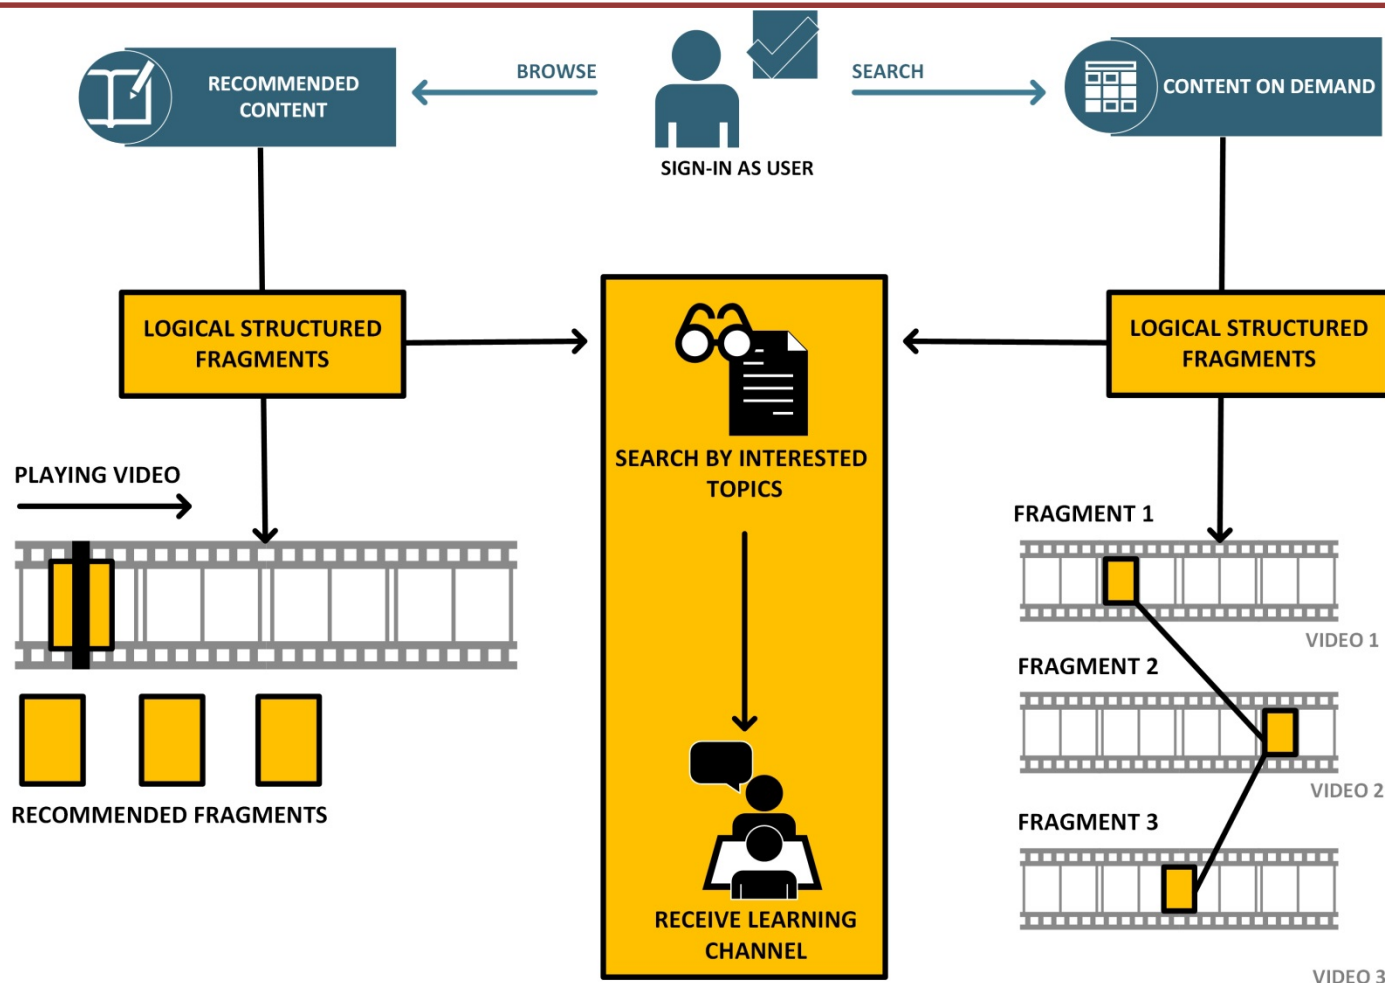 RECOMMENDED
CONTENT
BROWSE
SEARCH
CONTENT ON DEMAND
SIGN-IN AS USER
LOGICAL STRUCTURED
FRAGMENTS
LOGICAL STRUCTURED
FRAGMENTS
SEARCH BY INTERESTED
TOPICS
RECEIVE LEARNING
CHANNEL
PLAYING VIDEO
RECOMMENDED FRAGMENTS
FRAGMENT 1
VIDEO 1
FRAGMENT 2
VIDEO 2
FRAGMENT 3
VIDEO 3